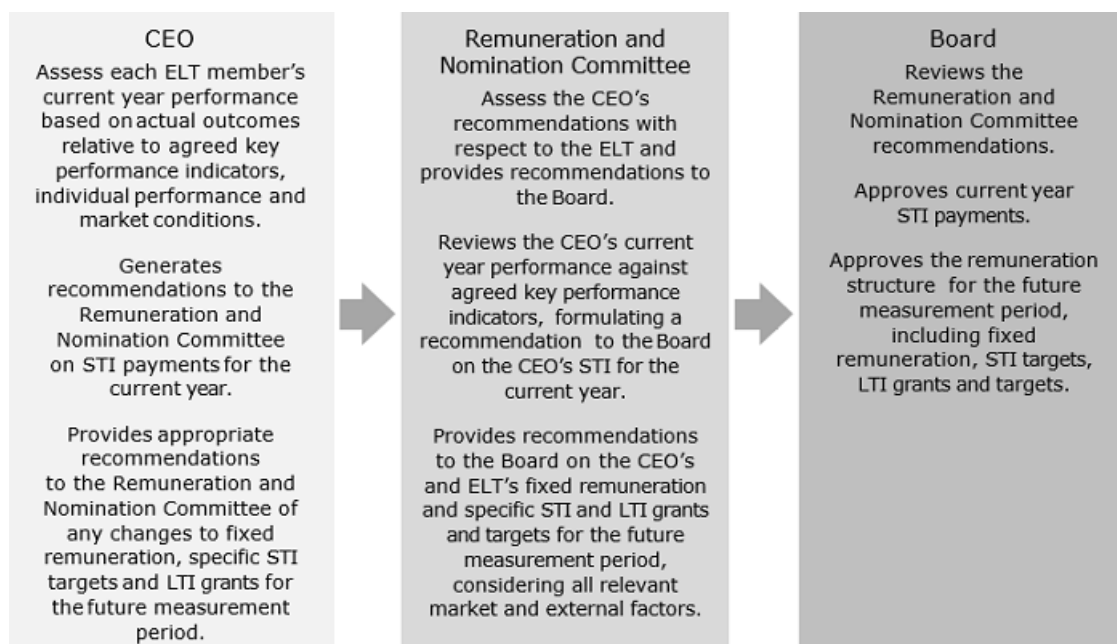 CEO
Assess each ELT member's
current year performance
based on actual outcomes
relative to agreed key
performance indicators,
individual performance and
market conditions.
Generates
recommendations to the
Remuneration and
Nomination Committee
on STI payments for the
current year.
Provides appropriate
recommendations
to the Remuneration and
Nomination Committee of
any changes to fixed
remuneration, specific STI
targets and LTI grants for
the future measurement
period.
Remuneration and
Nomination Committee
Assess the CEO's
recommendations with
respect to the ELT and
provides recommendations to
the Board.
Reviews the CEO's current
year performance against
agreed key performance
indicators, formulating a
recommendation to the Board
on the CEO's STI for the
current year.
Provides recommendations
to the Board on the CEO's
and ELT's fixed remuneration
and specific STI and LTI grants
and targets for the future
measurement period,
considering all relevant
market and external factors.
Board
Reviews the
Remuneration and
Nomination Committee
recommendations.
Approves current year
STI payments.
Approves the remuneration
structure for the future
measurement period,
including fixed
remuneration, STI targets,
LTI grants and targets.